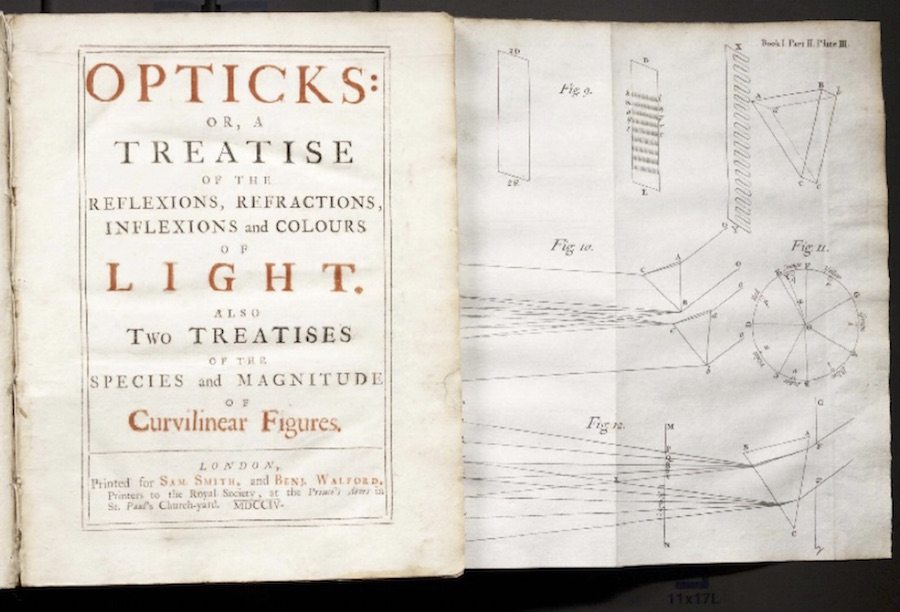 OPTICKS:
OR, A
TREATISE
OF THE
REFLEXIONS, REFRACTIONS,
INFLEXIONS and COLOURS
OF
LIGHT.
ALSO
Two TREATISES
OF THE
SPECIES and MAGNITUDE
OF
Curvilinear Figures.
LONDON,
Printed for SAM. SMITH, and BENJ. WALFORD,
Printers to the Royal Society, at the Prince's Arms in
St. Paul's Church-yard. MDCCIV.
Book I. Part II. Plate III.
Fig. 9.
Fig. 10.
Fig. 11.
Fig. 12.
M
N
11x17L